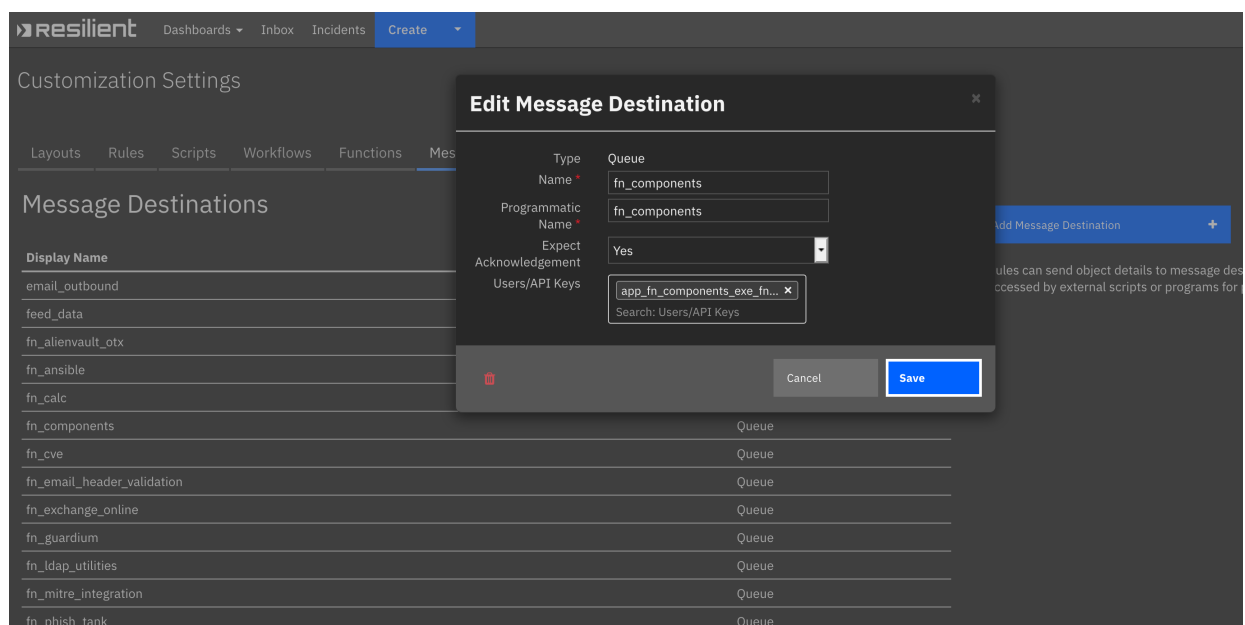 Resilient Dashboards Inbox Incidents Create
Customization Settings
Layouts Rules Scripts Workflows Functions Mes
Message Destinations
Display Name
email_outbound
feed_data
fn_alienvault_otx
fn_ansible
fn_calc
fn_components Queue
fn_cve Queue
fn_email_header_validation Queue
fn_exchange_online Queue
fn_guardium Queue
fn_ldap_utilities Queue
fn_mitre_integration Queue
fn_phish_tank Queue
Edit Message Destination ×
Type Queue
Name * fn_components
Programmatic
Name * fn_components
Expect
Acknowledgement Yes
Users/API Keys app_fn_components_exe_fn... ×
Search: Users/API Keys
Cancel Save
Add Message Destination +
ules can send object details to message des
ccessed by external scripts or programs for